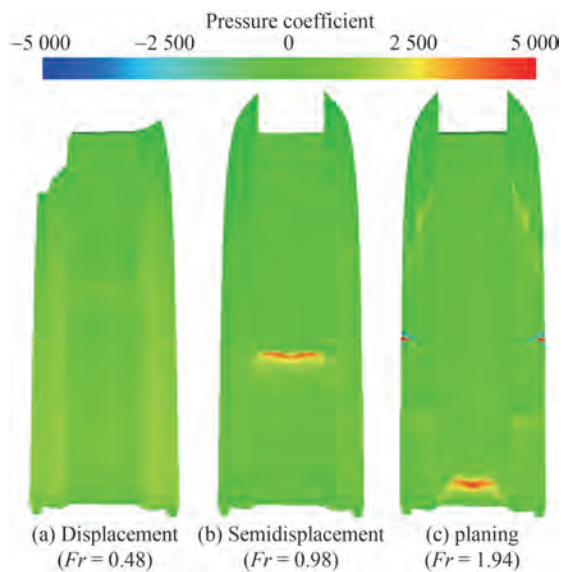 Pressure coefficient
−5 000 −2 500 0 2 500 5 000
(a) Displacement (b) Semidisplacement (c) planing
(Fr = 0.48) (Fr = 0.98) (Fr = 1.94)